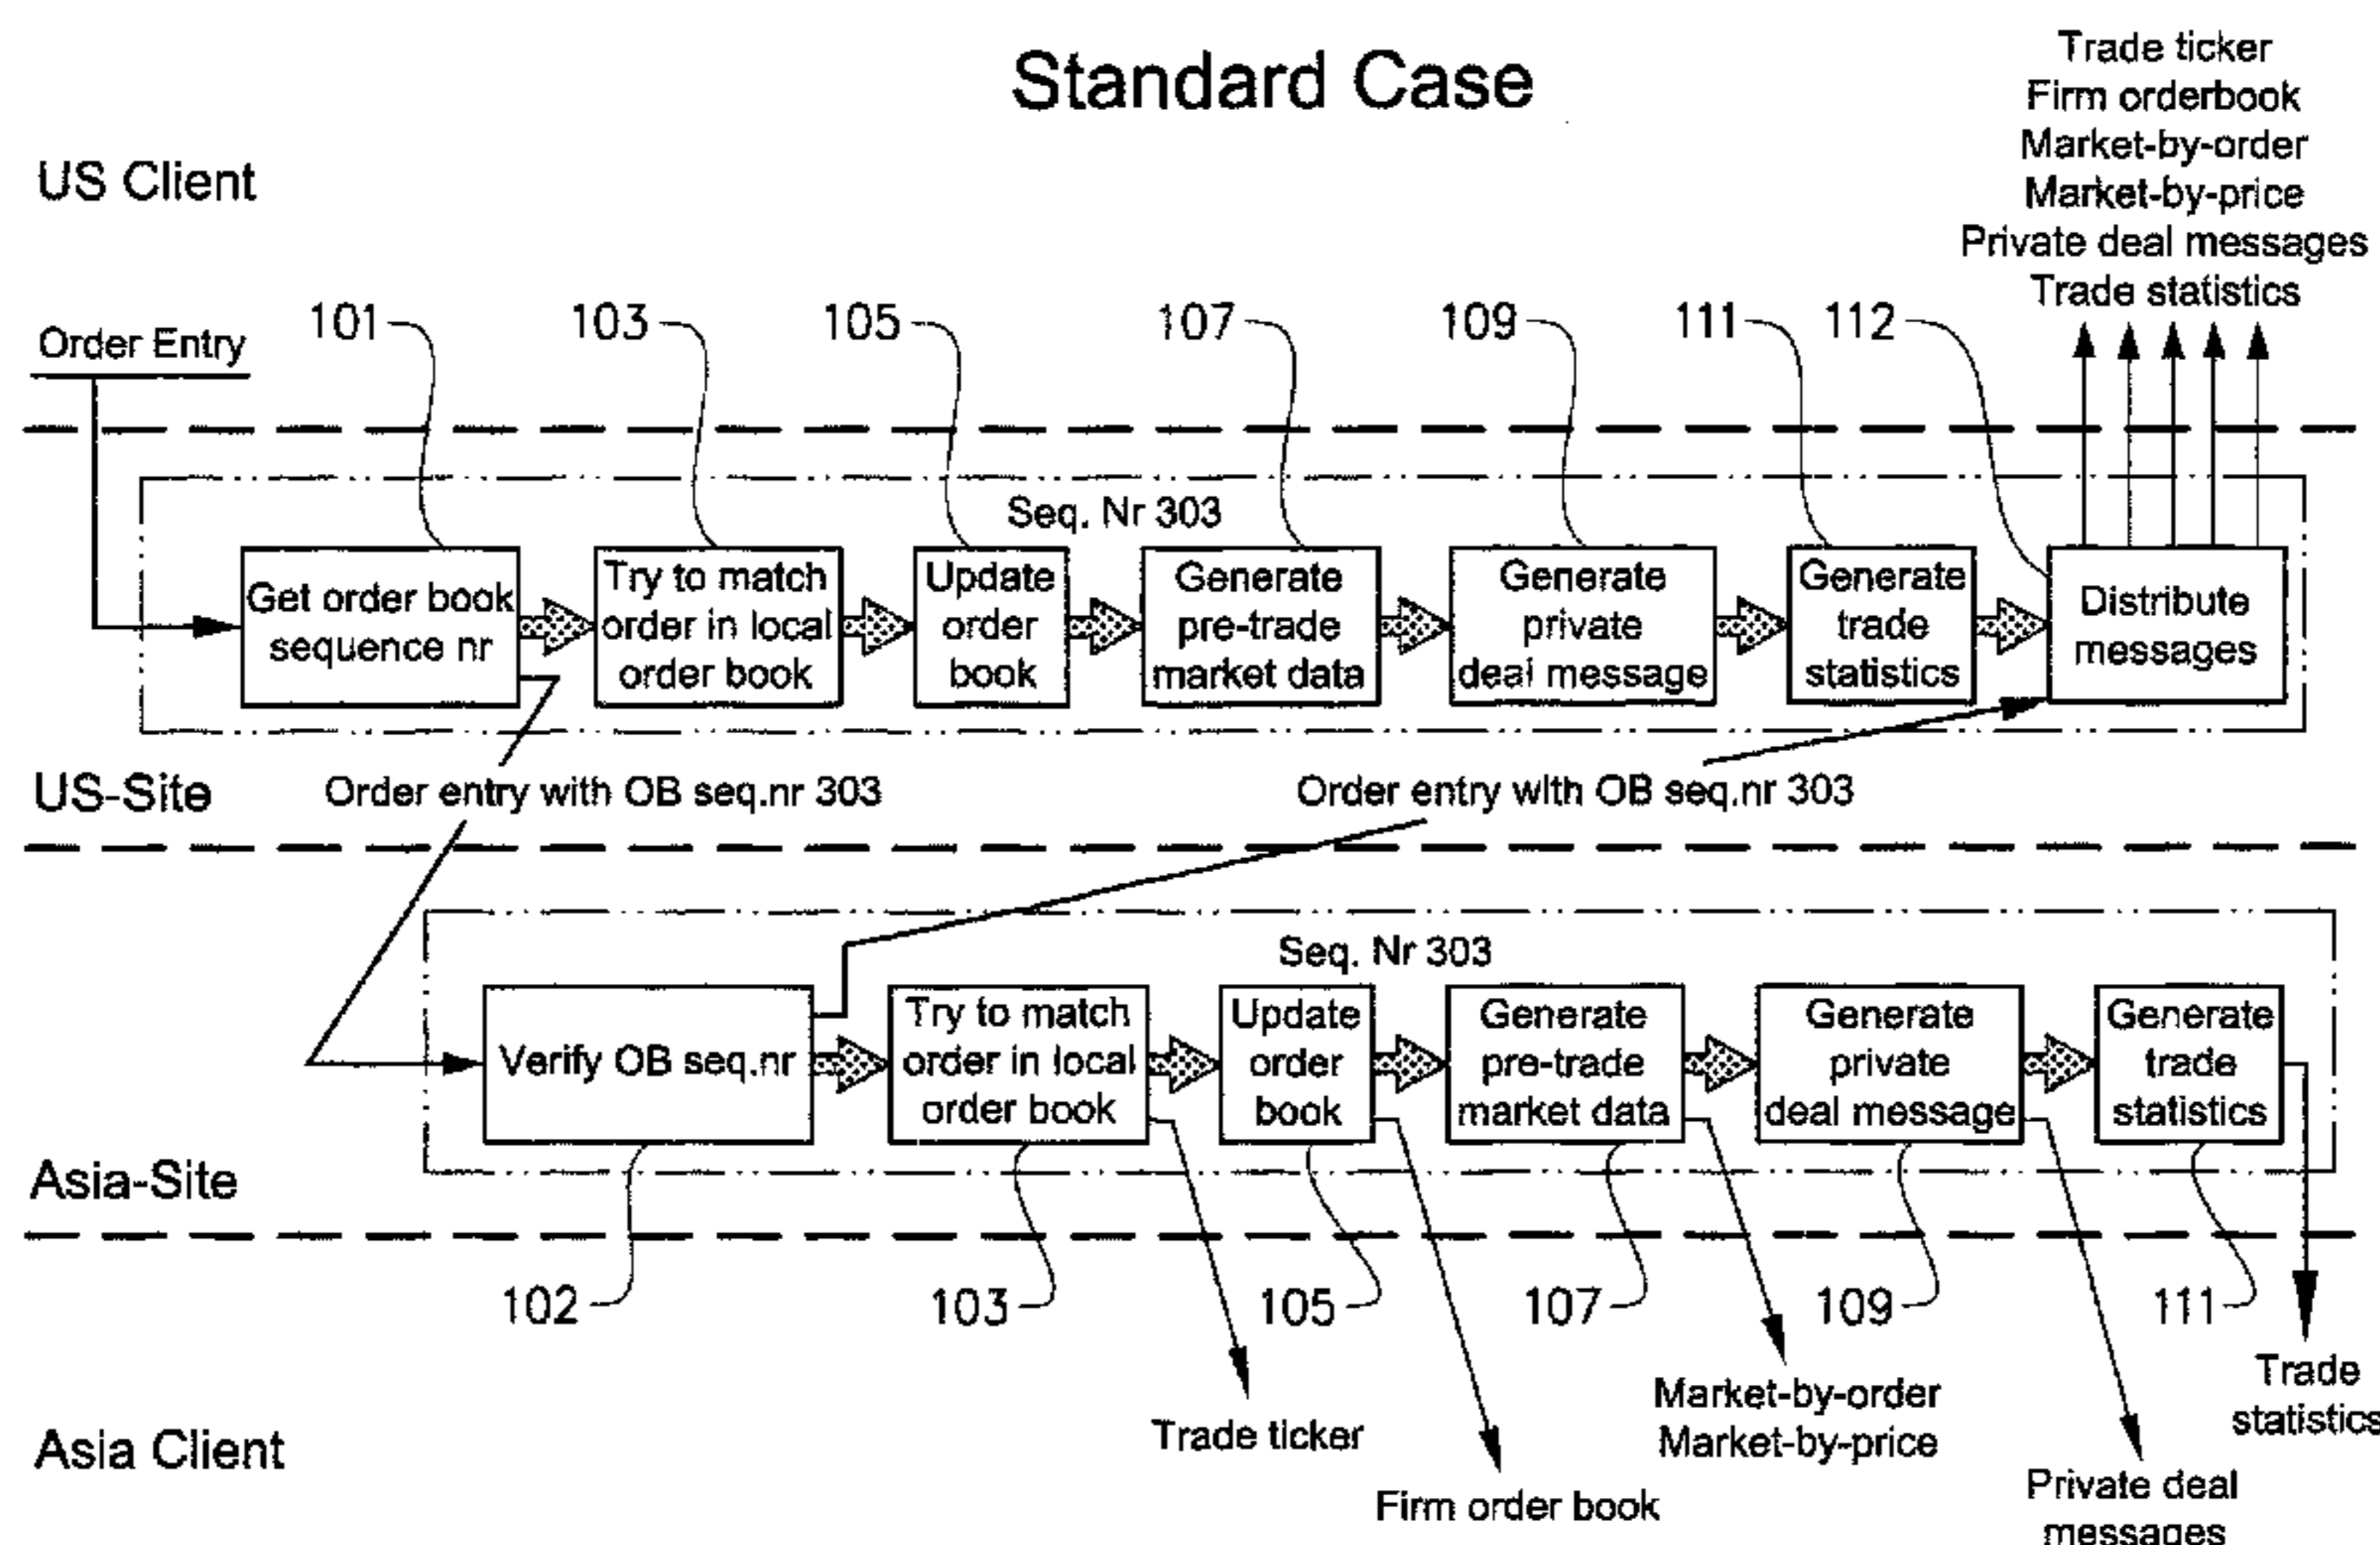 Standard Case
Trade ticker
Firm orderbook
Market-by-order
Market-by-price
Private deal messages
Trade statistics
US Client
Order Entry
101
103
105
107
109
111
112
Seq. Nr 303
Get order book
sequence nr
Try to match
order in local
order book
Update
order
book
Generate
pre-trade
market data
Generate
private
deal message
Generate
trade
statistics
Distribute
messages
US-Site
Order entry with OB seq.nr 303
Order entry with OB seq.nr 303
Seq. Nr 303
Verify OB seq.nr
Try to match
order in local
order book
Update
order
book
Generate
pre-trade
market data
Generate
private
deal message
Generate
trade
statistics
Asia-Site
102
103
105
107
109
111
Asia Client
Trade ticker
Firm order book
Market-by-order
Market-by-price
Private deal
messages
Trade
statistics